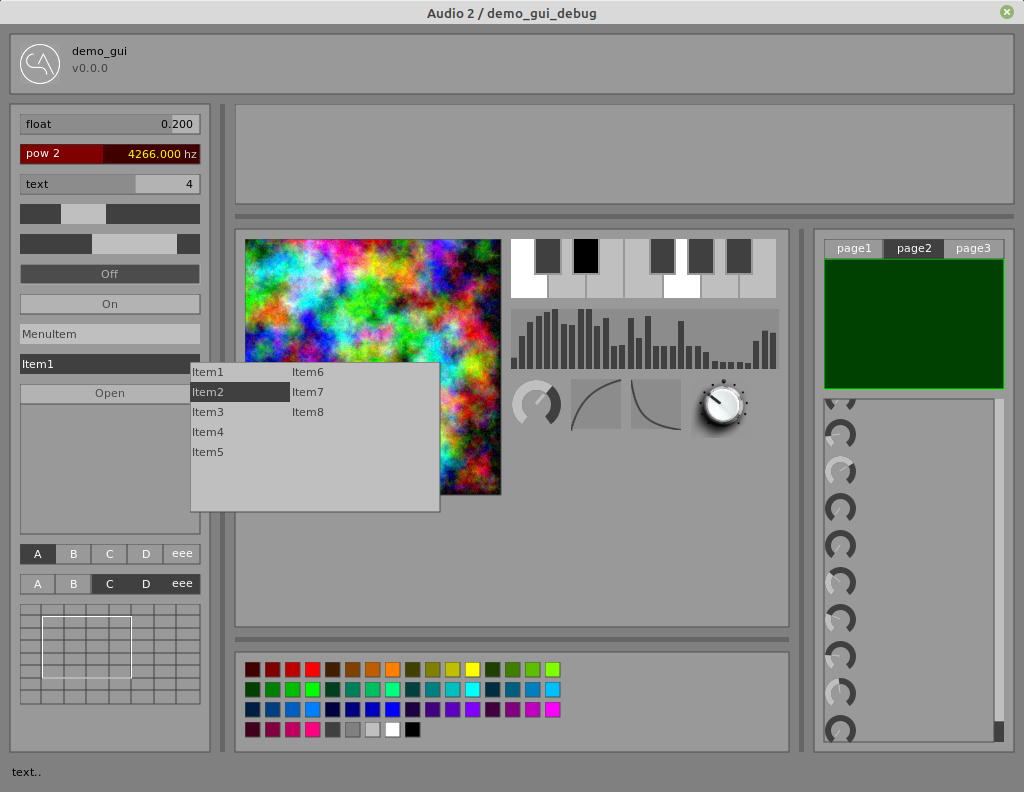 Audio 2 / demo_gui_debug
demo_gui
v0.0.0
float 0.200
pow 2 4266.000 hz
text 4
Off
On
MenuItem
Item1
Open
Item1 Item6
Item2 Item7
Item3 Item8
Item4
Item5
A B C D eee
A B C D eee
page1 page2 page3
text..